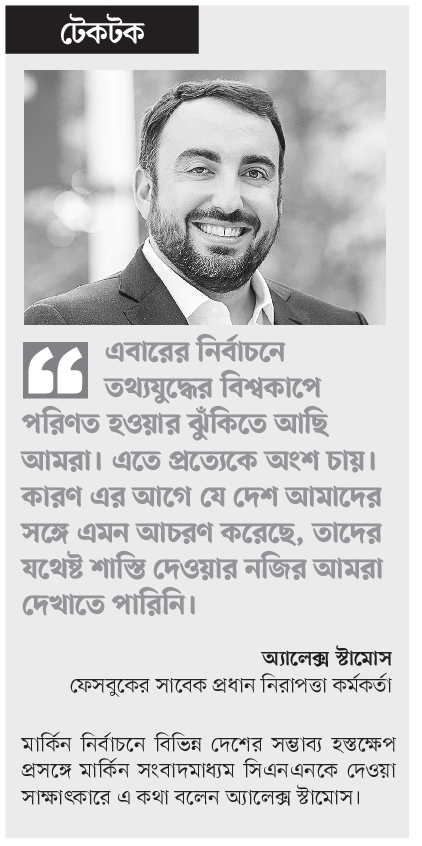 টেকটক
এবারের নির্বাচনে
তথ্যযুদ্ধের বিশ্বকাপে
পরিণত হওয়ার ঝুঁকিতে আছি
আমরা। এতে প্রত্যেকে অংশ চায়।
কারণ এর আগে যে দেশ আমাদের
সঙ্গে এমন আচরণ করেছে, তাদের
যথেষ্ট শাস্তি দেওয়ার নজির আমরা
দেখাতে পারিনি।
অ্যালেক্স স্টামোস
ফেসবুকের সাবেক প্রধান নিরাপত্তা কর্মকর্তা
মার্কিন নির্বাচনে বিভিন্ন দেশের সম্ভাব্য হস্তক্ষেপ
প্রসঙ্গে মার্কিন সংবাদমাধ্যম সিএনএনকে দেওয়া
সাক্ষাৎকারে এ কথা বলেন অ্যালেক্স স্টামোস।